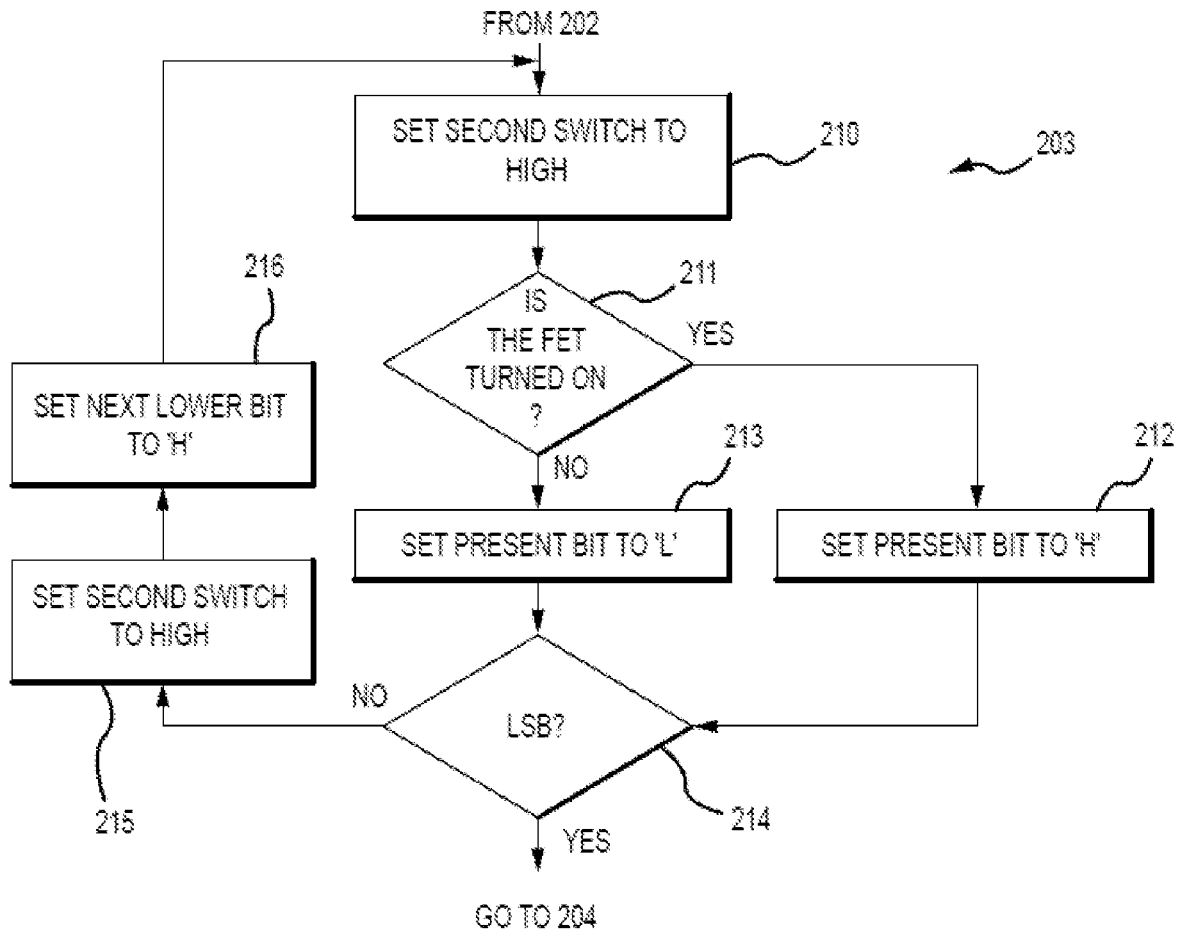 FROM 202
SET SECOND SWITCH TO
HIGH
210
203
211
IS
THE FET
TURNED ON
?
YES
NO
216
SET NEXT LOWER BIT
TO 'H'
213
SET PRESENT BIT TO 'L'
212
SET PRESENT BIT TO 'H'
SET SECOND SWITCH
TO HIGH
215
NO
LSB?
214
YES
GO TO 204